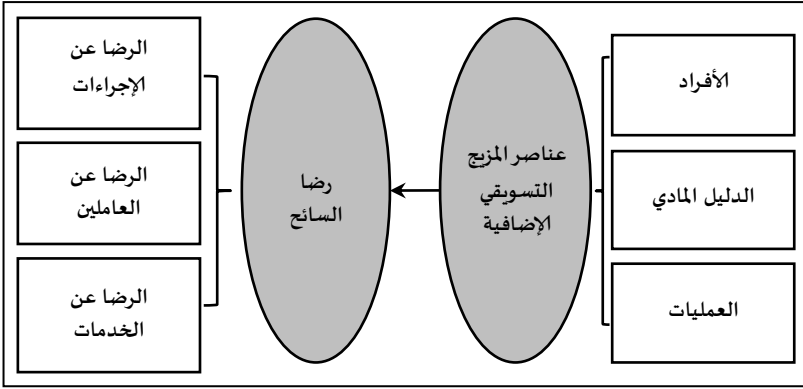 الأفراد
الدليل المادي
العمليات
عناصر المزيج
التسويقي
الإضافية
رضا
السائح
الرضا عن
الإجراءات
الرضا عن
العاملين
الرضا عن
الخدمات